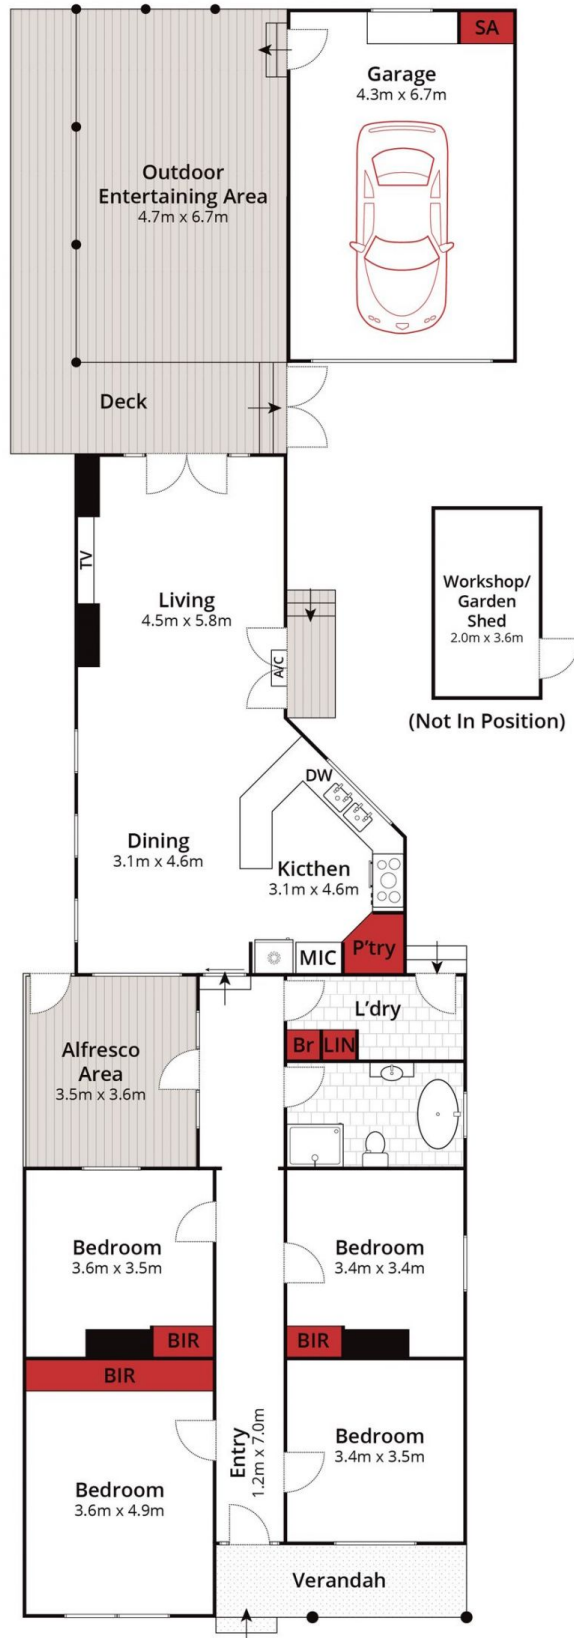 SA
Garage
4.3m x 6.7m
Outdoor
Entertaining Area
4.7m x 6.7m
Deck
TV
Living
4.5m x 5.8m
A/C
Workshop/
Garden
Shed
2.0m x 3.6m
(Not In Position)
DW
Dining
3.1m x 4.6m
Kicthen
3.1m x 4.6m
MIC
P'try
L'dry
Br
LIN
Alfresco
Area
3.5m x 3.6m
Bedroom
3.6m x 3.5m
BIR
Bedroom
3.4m x 3.4m
BIR
BIR
Bedroom
3.6m x 4.9m
Entry
1.2m x 7.0m
Bedroom
3.4m x 3.5m
Verandah